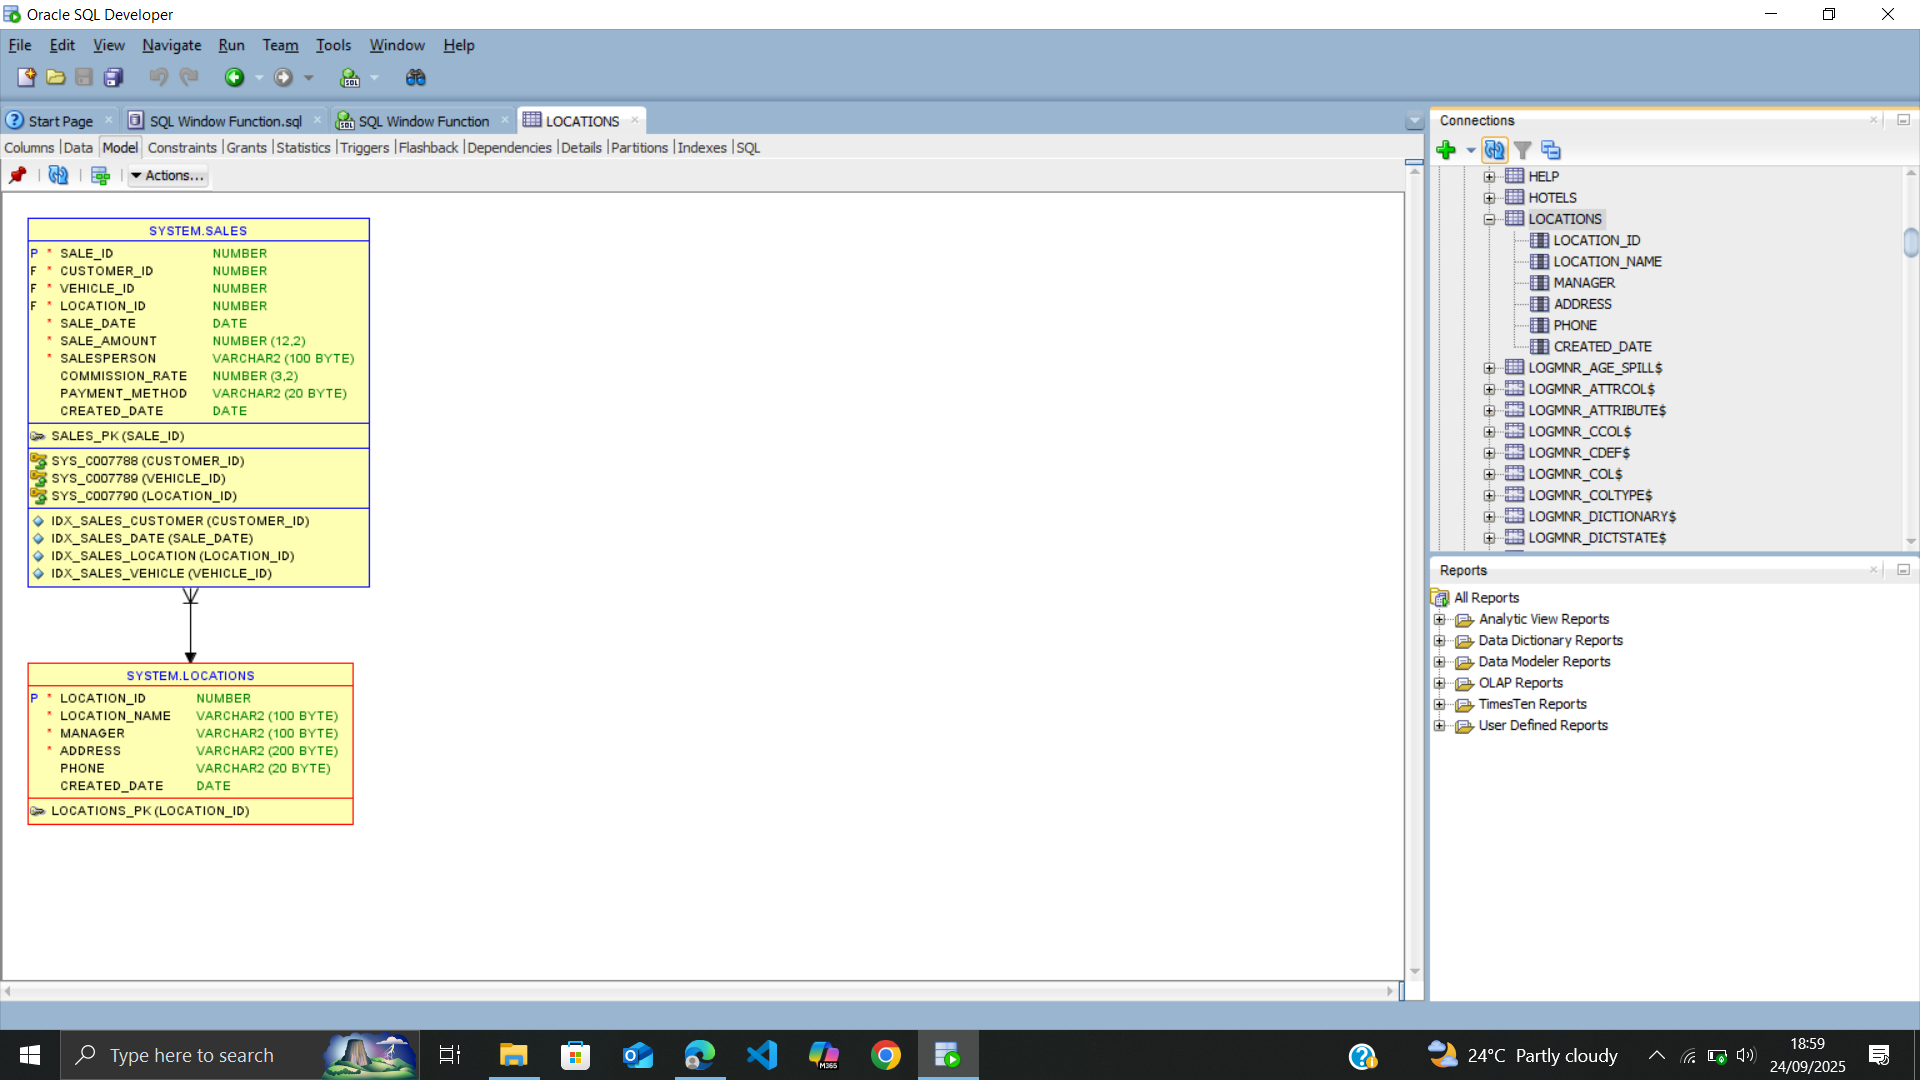 Oracle SQL Developer
File Edit View Navigate Run Team Tools Window Help
Start Page SQL Window Function.sql SQL Window Function LOCATIONS
Columns Data Model Constraints Grants Statistics Triggers Flashback Dependencies Details Partitions Indexes SQL
Actions...
SYSTEM.SALES
P * SALE_ID NUMBER
F * CUSTOMER_ID NUMBER
F * VEHICLE_ID NUMBER
F * LOCATION_ID NUMBER
* SALE_DATE DATE
* SALE_AMOUNT NUMBER (12,2)
* SALESPERSON VARCHAR2 (100 BYTE)
COMMISSION_RATE NUMBER (3,2)
PAYMENT_METHOD VARCHAR2 (20 BYTE)
CREATED_DATE DATE
SALES_PK (SALE_ID)
SYS_C007788 (CUSTOMER_ID)
SYS_C007789 (VEHICLE_ID)
SYS_C007790 (LOCATION_ID)
IDX_SALES_CUSTOMER (CUSTOMER_ID)
IDX_SALES_DATE (SALE_DATE)
IDX_SALES_LOCATION (LOCATION_ID)
IDX_SALES_VEHICLE (VEHICLE_ID)
SYSTEM.LOCATIONS
P * LOCATION_ID NUMBER
* LOCATION_NAME VARCHAR2 (100 BYTE)
* MANAGER VARCHAR2 (100 BYTE)
* ADDRESS VARCHAR2 (200 BYTE)
PHONE VARCHAR2 (20 BYTE)
CREATED_DATE DATE
LOCATIONS_PK (LOCATION_ID)
Connections
HELP
HOTELS
LOCATIONS
LOCATION_ID
LOCATION_NAME
MANAGER
ADDRESS
PHONE
CREATED_DATE
LOGMNR_AGE_SPILL$
LOGMNR_ATTRCOL$
LOGMNR_ATTRIBUTE$
LOGMNR_CCOL$
LOGMNR_CDEF$
LOGMNR_COL$
LOGMNR_COLTYPE$
LOGMNR_DICTIONARY$
LOGMNR_DICTSTATE$
Reports
All Reports
Analytic View Reports
Data Dictionary Reports
Data Modeler Reports
OLAP Reports
TimesTen Reports
User Defined Reports
Type here to search
M365
24°C Partly cloudy
18:59
24/09/2025